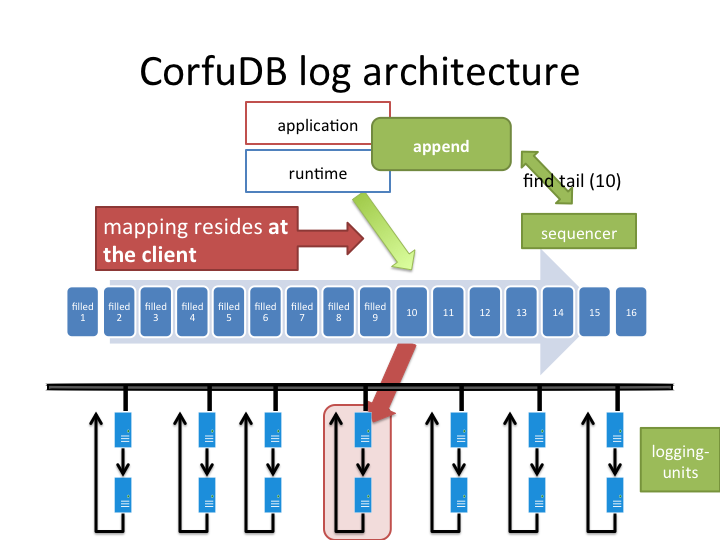 CorfuDB log architecture
application
append
runtime
find tail (10)
mapping resides at
the client
sequencer
filled
1
filled
2
filled
3
filled
4
filled
5
filled
6
filled
7
filled
8
filled
9
10
11
12
13
14
15
16
logging-
units